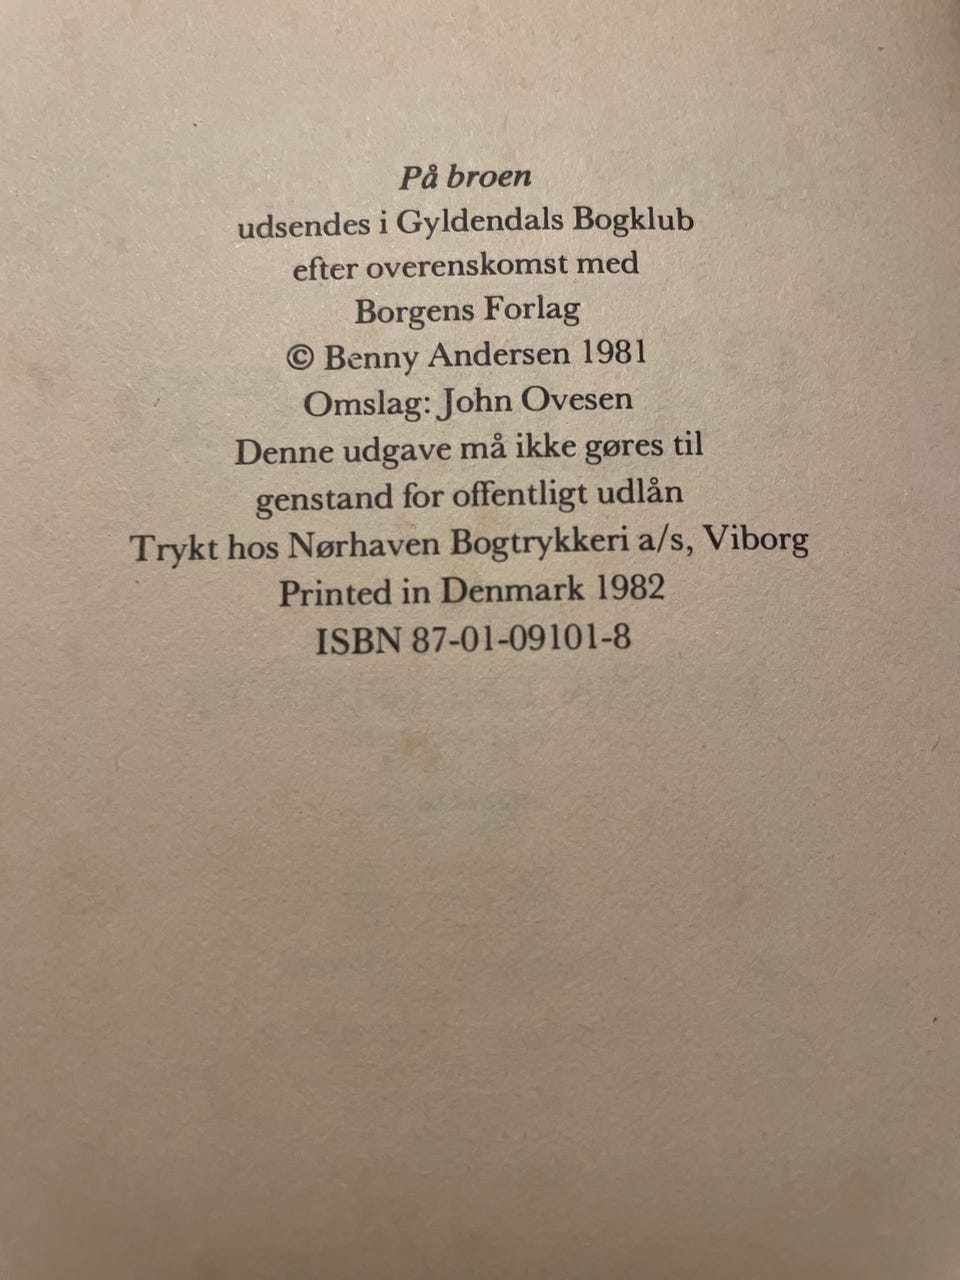 På broen
udsendes i Gyldendals Bogklub
efter overenskomst med
Borgens Forlag
© Benny Andersen 1981
Omslag: John Ovesen
Denne udgave må ikke gøres til
genstand for offentligt udlån
Trykt hos Nørhaven Bogtrykkeri a/s, Viborg
Printed in Denmark 1982
ISBN 87-01-09101-8